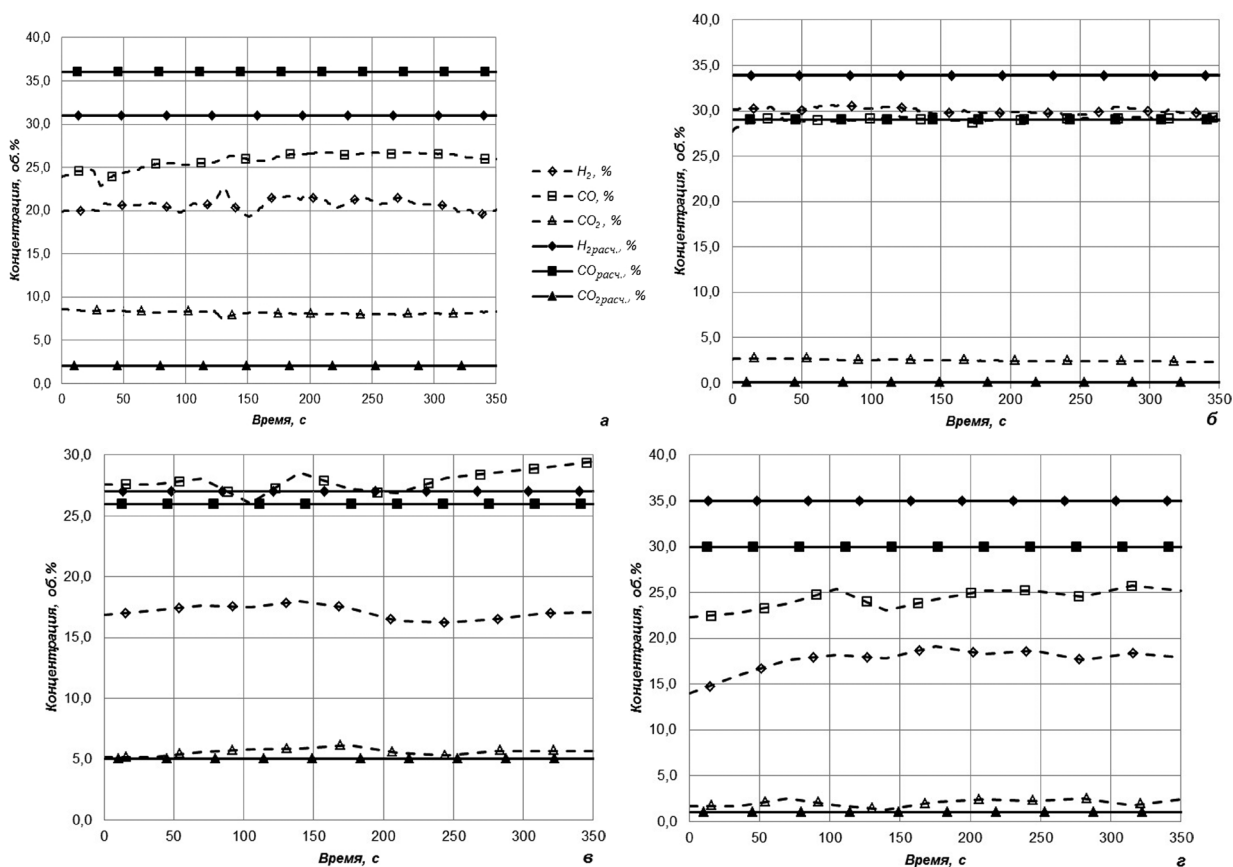 Концентрация, об.%
40,0
35,0
30,0
25,0
20,0
15,0
10,0
5,0
0,0
0 50 100 150 200 250 300 350
Время, с
а
H2, %
CO, %
CO2, %
H2расч., %
COрасч., %
CO2расч., %
Концентрация, об.%
40,0
35,0
30,0
25,0
20,0
15,0
10,0
5,0
0,0
0 50 100 150 200 250 300 350
Время, с
б
Концентрация, об.%
30,0
25,0
20,0
15,0
10,0
5,0
0,0
0 50 100 150 200 250 300 350
Время, с
в
Концентрация, об.%
40,0
35,0
30,0
25,0
20,0
15,0
10,0
5,0
0,0
0 50 100 150 200 250 300 350
Время, с
г